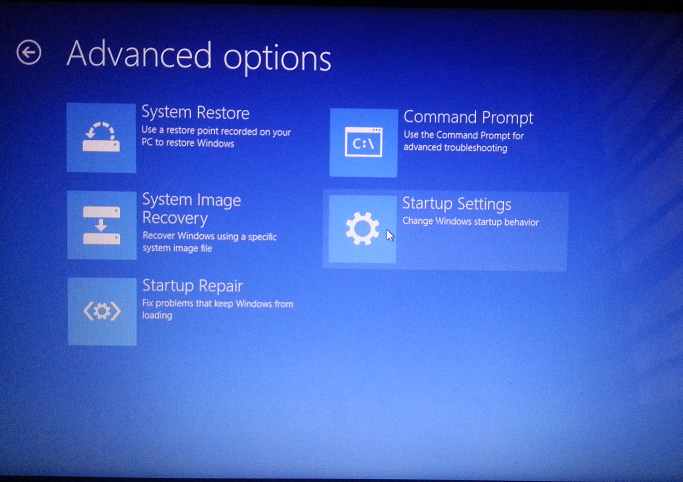 Advanced options
System Restore
Use a restore point recorded on your
PC to restore Windows
System Image
Recovery
Recover Windows using a specific
system image file
Startup Repair
Fix problems that keep Windows from
loading
Command Prompt
Use the Command Prompt for
advanced troubleshooting
C:\
Startup Settings
Change Windows startup behavior